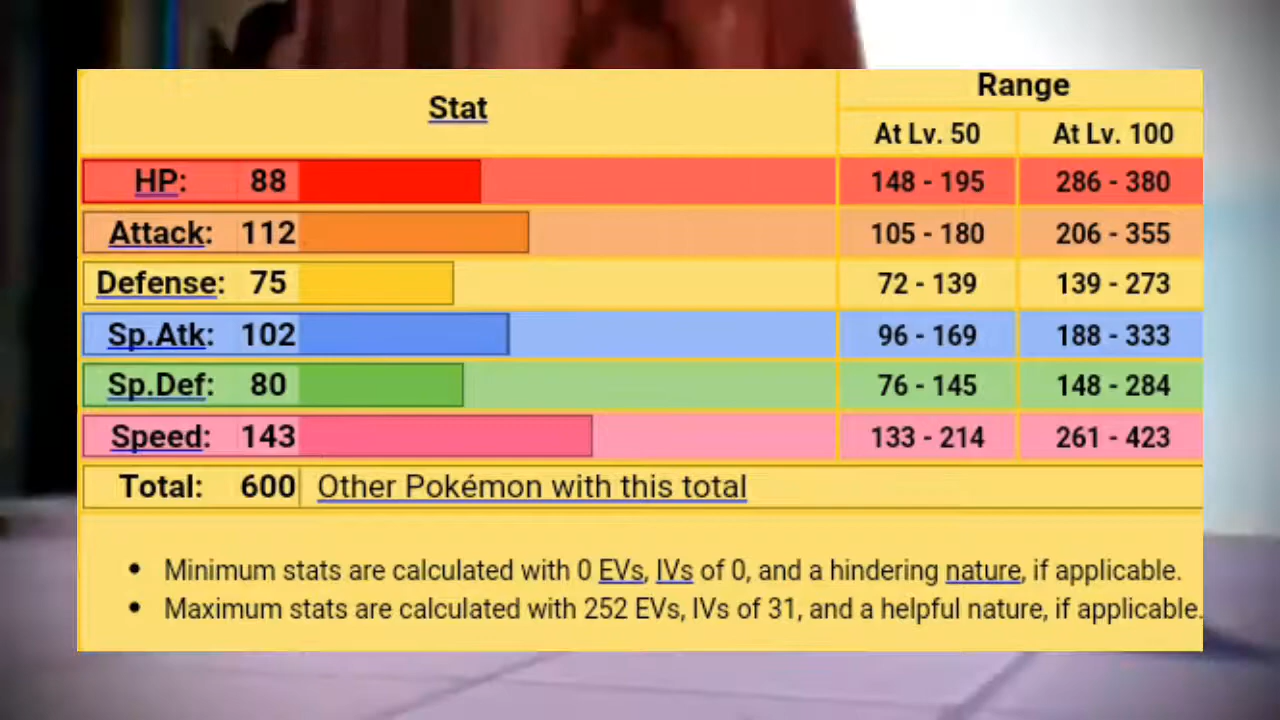 Stat Range
At Lv. 50 At Lv. 100
HP: 88 148 - 195 286 - 380
Attack: 112 105 - 180 206 - 355
Defense: 75 72 - 139 139 - 273
Sp.Atk: 102 96 - 169 188 - 333
Sp.Def: 80 76 - 145 148 - 284
Speed: 143 133 - 214 261 - 423
Total: 600 Other Pokémon with this total
• Minimum stats are calculated with 0 EVs, IVs of 0, and a hindering nature, if applicable.
• Maximum stats are calculated with 252 EVs, IVs of 31, and a helpful nature, if applicable.